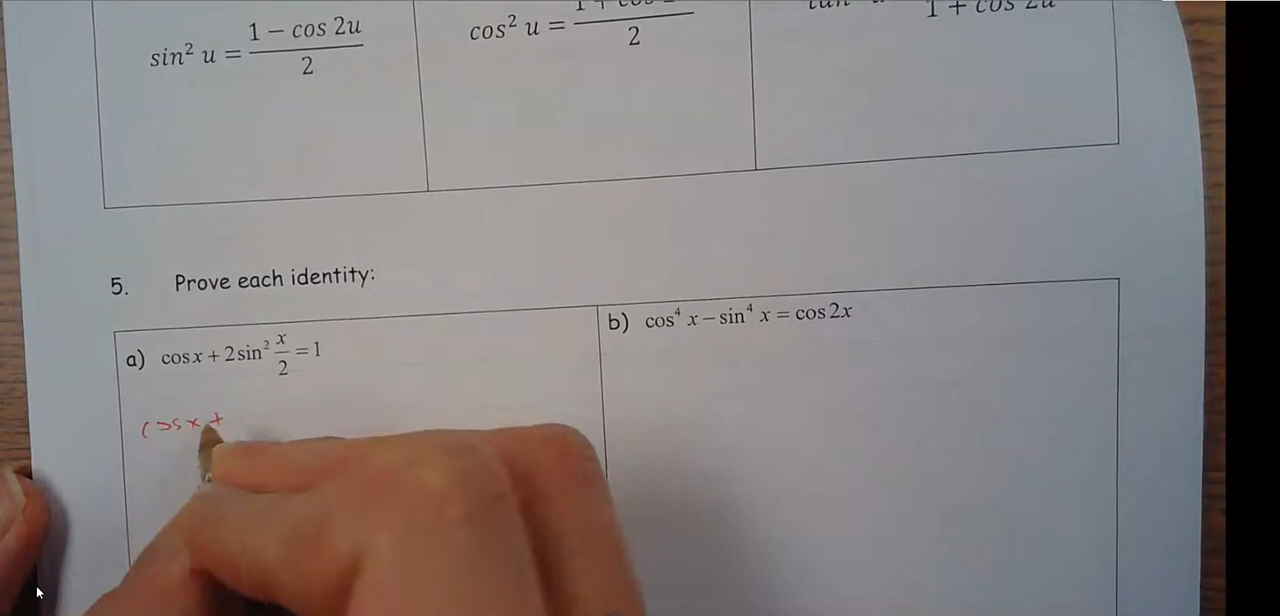 sin² u = (1 − cos 2u)/2
cos² u = /2
1 + cos 2u
5. Prove each identity:
a) cos x + 2 sin² x/2 = 1
b) cos⁴ x − sin⁴ x = cos 2x
cos x +